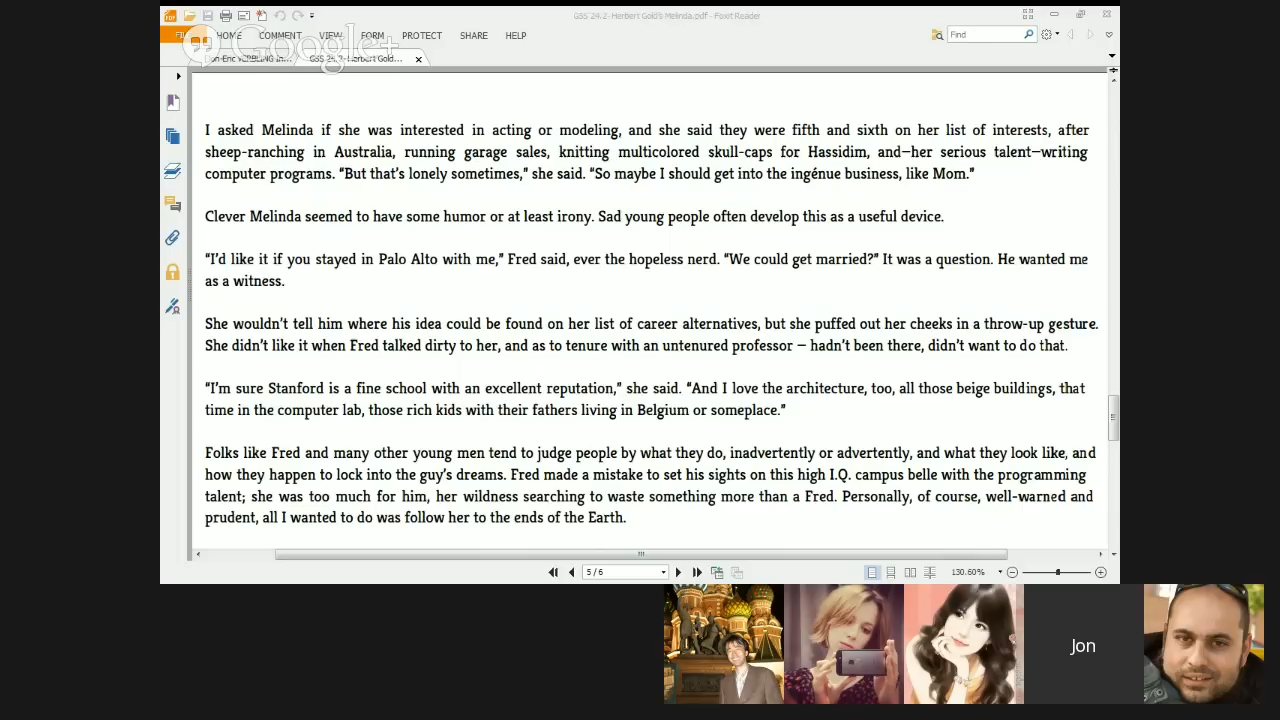 GSS 24.2- Herbert Gold's Melinda.pdf - Foxit Reader
HOME COMMENT VIEW FORM PROTECT SHARE HELP
Find
Google+
GSS 24.2- Herbert Gold...
I asked Melinda if she was interested in acting or modeling, and she said they were fifth and sixth on her list of interests, after
sheep-ranching in Australia, running garage sales, knitting multicolored skull-caps for Hassidim, and—her serious talent—writing
computer programs. “But that’s lonely sometimes,” she said. “So maybe I should get into the ingénue business, like Mom.”
Clever Melinda seemed to have some humor or at least irony. Sad young people often develop this as a useful device.
“I’d like it if you stayed in Palo Alto with me,” Fred said, ever the hopeless nerd. “We could get married?” It was a question. He wanted me
as a witness.
She wouldn’t tell him where his idea could be found on her list of career alternatives, but she puffed out her cheeks in a throw-up gesture.
She didn’t like it when Fred talked dirty to her, and as to tenure with an untenured professor – hadn’t been there, didn’t want to do that.
“I’m sure Stanford is a fine school with an excellent reputation,” she said. “And I love the architecture, too, all those beige buildings, that
time in the computer lab, those rich kids with their fathers living in Belgium or someplace.”
Folks like Fred and many other young men tend to judge people by what they do, inadvertently or advertently, and what they look like, and
how they happen to lock into the guy’s dreams. Fred made a mistake to set his sights on this high I.Q. campus belle with the programming
talent; she was too much for him, her wildness searching to waste something more than a Fred. Personally, of course, well-warned and
prudent, all I wanted to do was follow her to the ends of the Earth.
5 / 6
130.60%
Jon